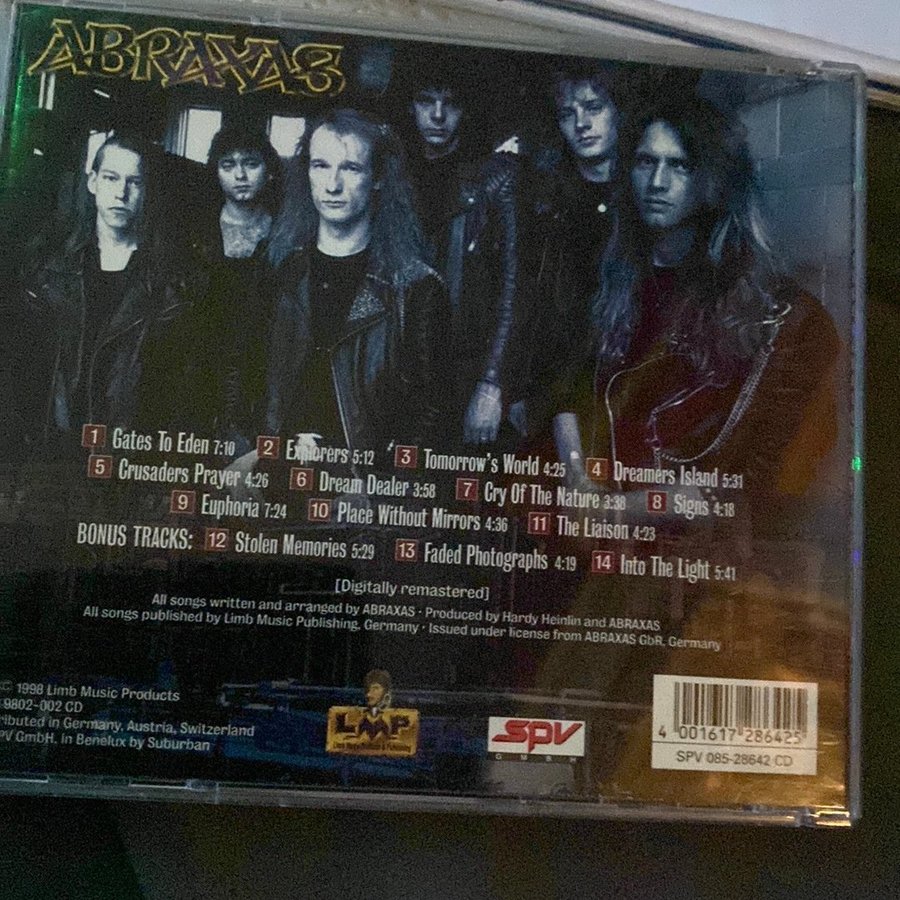 ABRAXAS
1 Gates To Eden 7:10 2 Explorers 5:12 3 Tomorrow's World 4:25 4 Dreamers Island 5:31
5 Crusaders Prayer 4:26 6 Dream Dealer 3:58 7 Cry Of The Nature 3:38 8 Signs 4:18
9 Euphoria 7:24 10 Place Without Mirrors 4:36 11 The Liaison 4:23
BONUS TRACKS: 12 Stolen Memories 5:29 13 Faded Photographs 4:19 14 Into The Light 5:41
[Digitally remastered]
All songs written and arranged by ABRAXAS · Produced by Hardy Heinlin and ABRAXAS
All songs published by Limb Music Publishing, Germany · Issued under license from ABRAXAS GbR, Germany
© 1998 Limb Music Products
9802-002 CD
ributed in Germany, Austria, Switzerland
PV GmbH, in Benelux by Suburban
LMP
SPV
GMBH
4 001617 286425
SPV 085-28642 CD